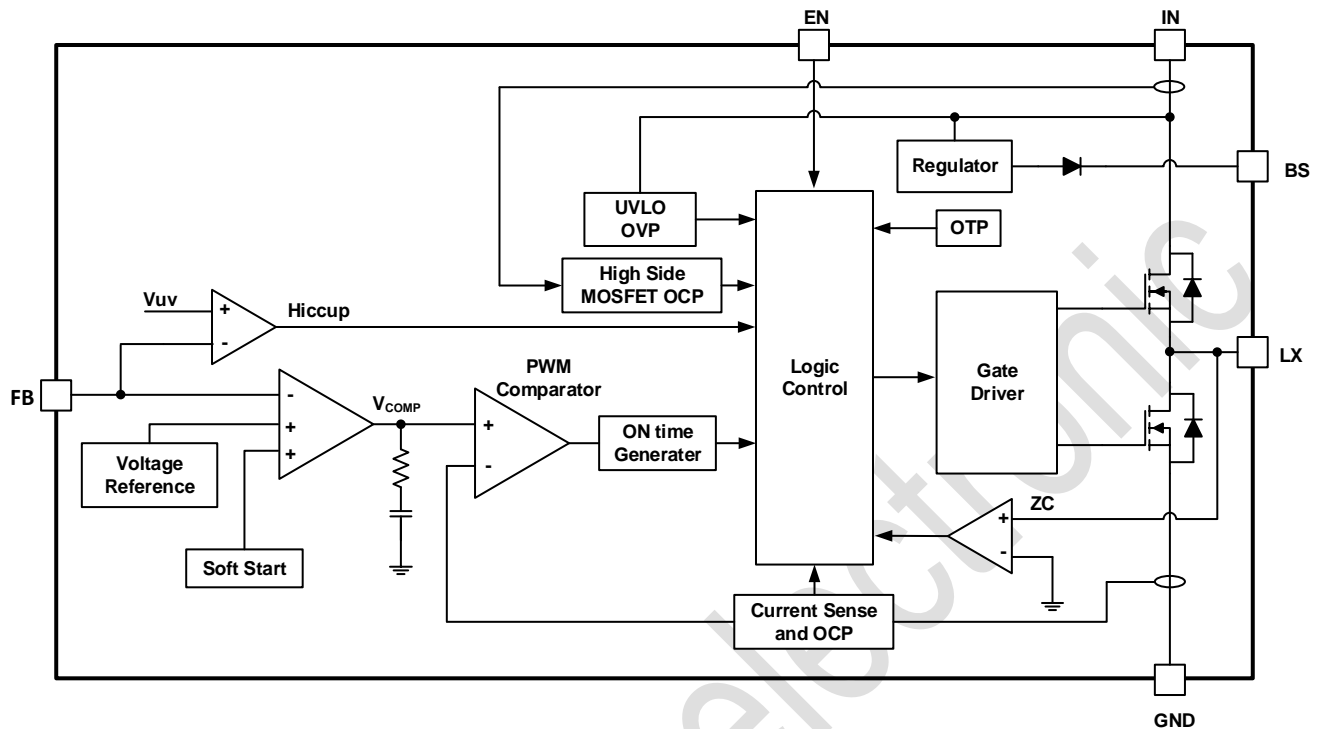 EN
IN
Regulator
BS
UVLO
OVP
OTP
High Side
MOSFET OCP
Vuv
+
-
Hiccup
FB
-
+
+
Voltage
Reference
Soft Start
VCOMP
PWM
Comparator
+
-
ON time
Generater
Logic
Control
Gate
Driver
LX
ZC
+
-
Current Sense
and OCP
GND
electronic